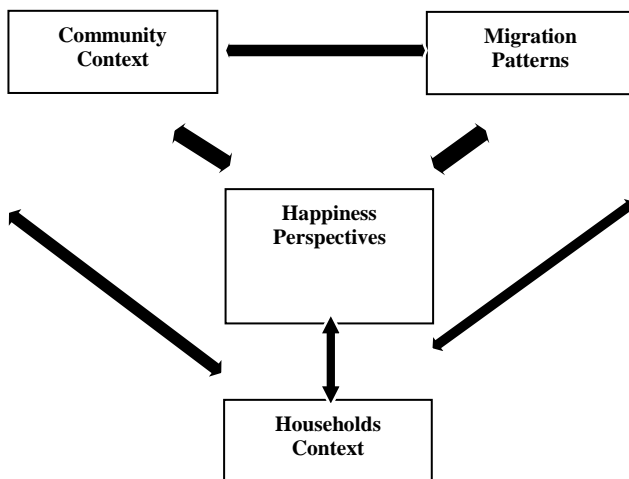 Community
Context
Migration
Patterns
Happiness
Perspectives
Households
Context